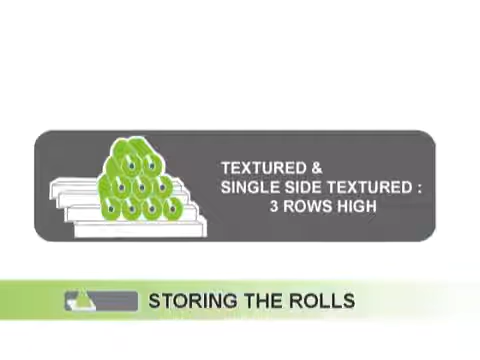 TEXTURED &
SINGLE SIDE TEXTURED :
3 ROWS HIGH
STORING THE ROLLS